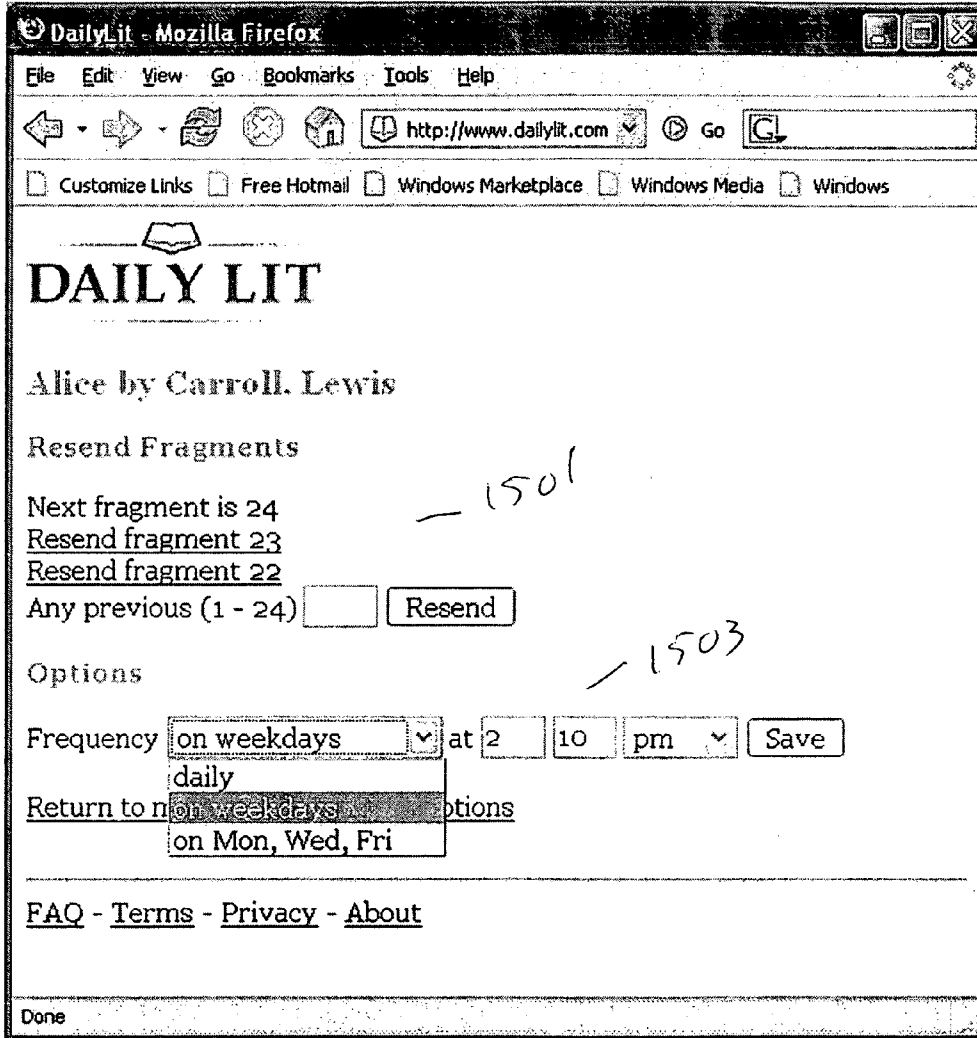 DailyLit - Mozilla Firefox
File Edit View Go Bookmarks Tools Help
http://www.dailylit.com Go G
Customize Links Free Hotmail Windows Marketplace Windows Media Windows
DAILY LIT
Alice by Carroll. Lewis
Resend Fragments
1501
Next fragment is 24
Resend fragment 23
Resend fragment 22
Any previous (1 - 24) Resend
1503
Options
Frequency on weekdays at 2 10 pm Save
daily
Return to m on weekdays ptions
on Mon, Wed, Fri
FAQ - Terms - Privacy - About
Done